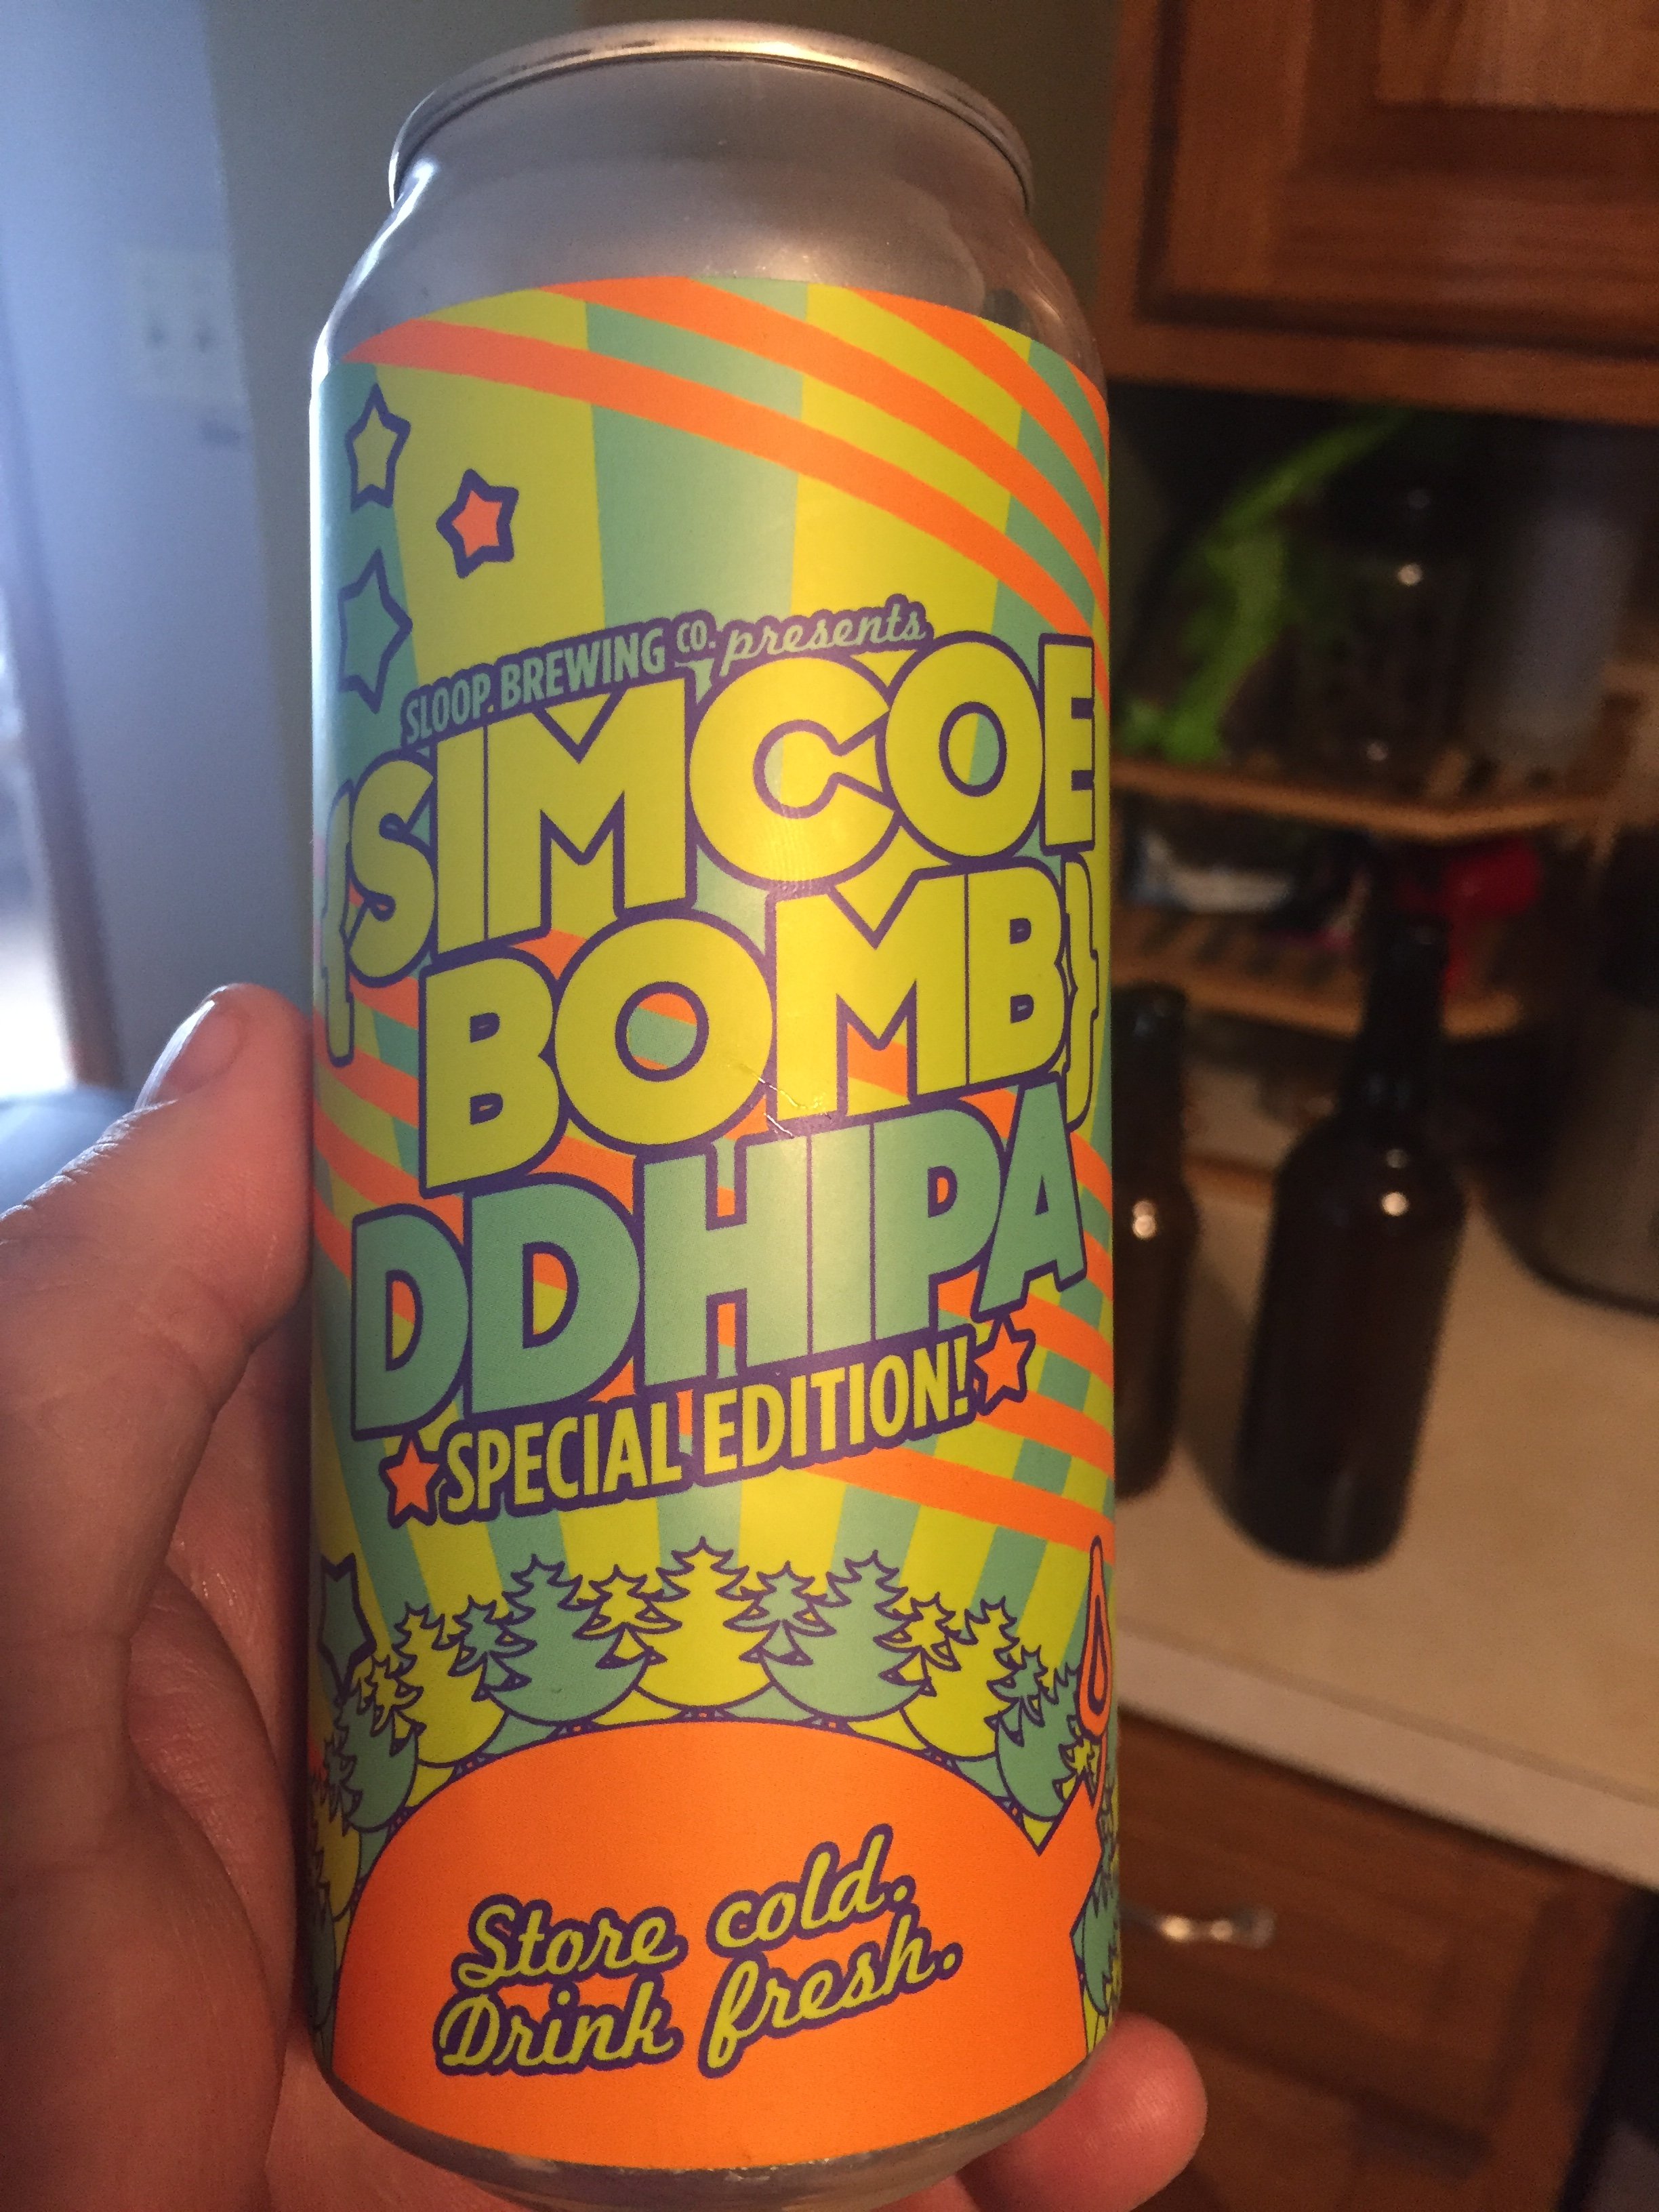 SLOOP BREWING CO. presents
{SIMCOE
BOMB}
DDHIPA
SPECIAL EDITION!
Store cold.
Drink fresh.